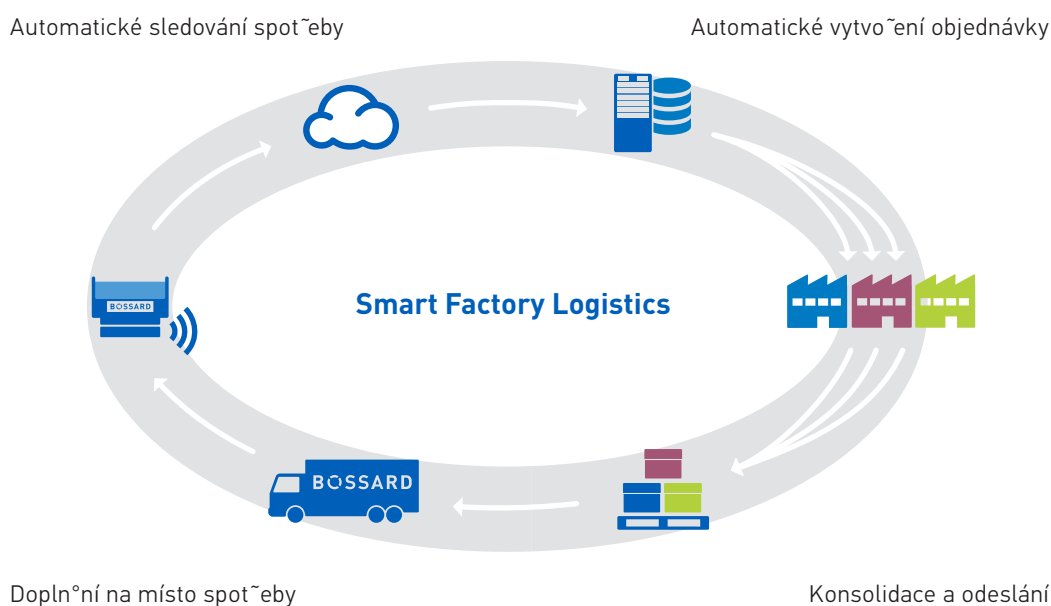 Automatické sledování spot˜eby
Automatické vytvo˜ení objednávky
BOSSARD
Smart Factory Logistics
BOSSARD
Dopln°ní na místo spot˜eby
Konsolidace a odeslání